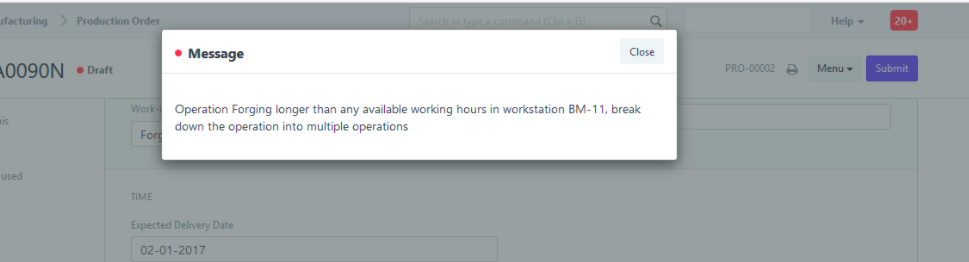 ufacturing > Production Order
Search or type a command (Ctrl + G)
Help
20+
A0090N Draft
PRO-00002
Menu
Submit
Message
Close
Operation Forging longer than any available working hours in workstation BM-11, break
down the operation into multiple operations
his
used
Work-i
Forg
TIME
Expected Delivery Date
02-01-2017